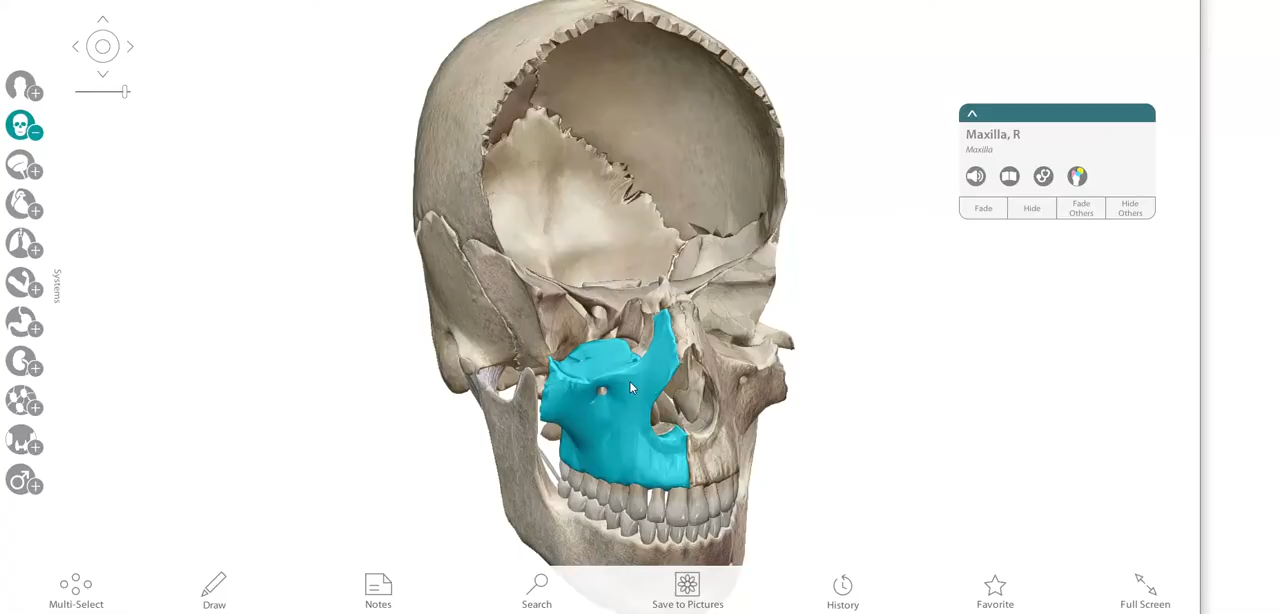 Systems
Maxilla, R
Maxilla
Fade
Hide
Fade
Others
Hide
Others
Multi-Select
Draw
Notes
Search
Save to Pictures
History
Favorite
Full Screen